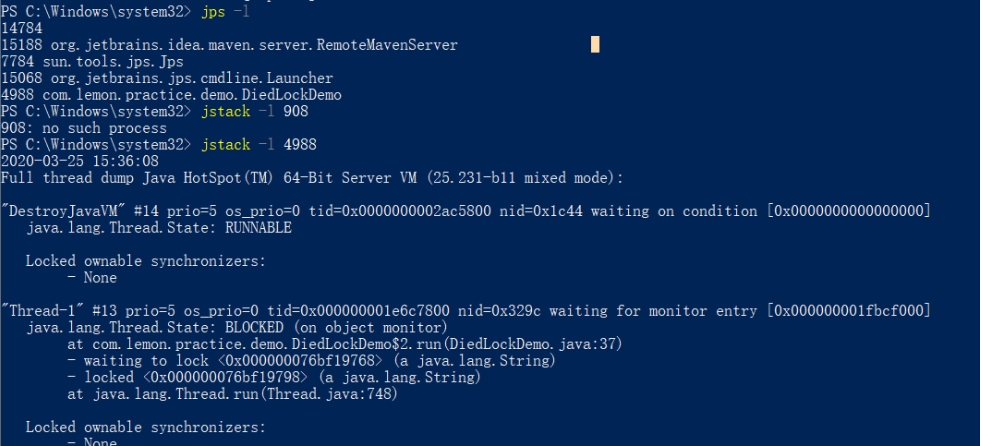 PS C:\Windows\system32> jps -l
14784
15188 org.jetbrains.idea.maven.server.RemoteMavenServer
7784 sun.tools.jps.Jps
15068 org.jetbrains.jps.cmdline.Launcher
4988 com.lemon.practice.demo.DiedLockDemo
PS C:\Windows\system32> jstack -l 908
908: no such process
PS C:\Windows\system32> jstack -l 4988
2020-03-25 15:36:08
Full thread dump Java HotSpot(TM) 64-Bit Server VM (25.231-b11 mixed mode):

"DestroyJavaVM" #14 prio=5 os_prio=0 tid=0x0000000002ac5800 nid=0x1c44 waiting on condition [0x0000000000000000]
   java.lang.Thread.State: RUNNABLE

   Locked ownable synchronizers:
        - None

"Thread-1" #13 prio=5 os_prio=0 tid=0x000000001e6c7800 nid=0x329c waiting for monitor entry [0x000000001fbcf000]
   java.lang.Thread.State: BLOCKED (on object monitor)
        at com.lemon.practice.demo.DiedLockDemo$2.run(DiedLockDemo.java:37)
        - waiting to lock <0x000000076bf19768> (a java.lang.String)
        - locked <0x000000076bf19798> (a java.lang.String)
        at java.lang.Thread.run(Thread.java:748)

   Locked ownable synchronizers:
        - None